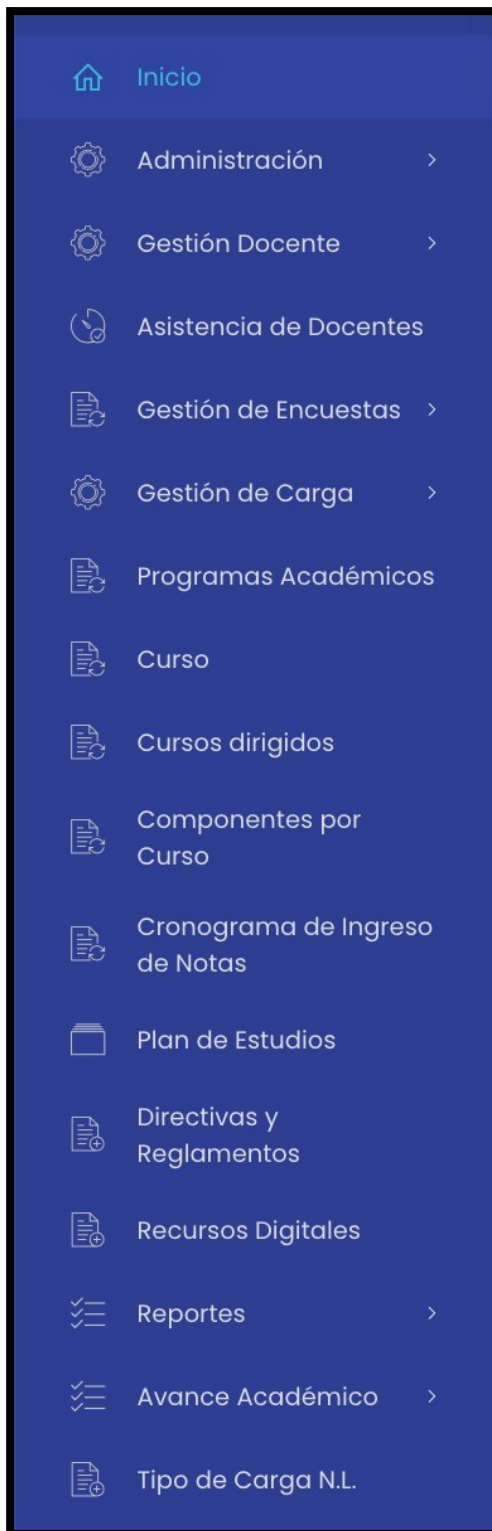 Inicio
Administración
Gestión Docente
Asistencia de Docentes
Gestión de Encuestas
Gestión de Carga
Programas Académicos
Curso
Cursos dirigidos
Componentes por
Curso
Cronograma de Ingreso
de Notas
Plan de Estudios
Directivas y
Reglamentos
Recursos Digitales
Reportes
Avance Académico
Tipo de Carga N.L.